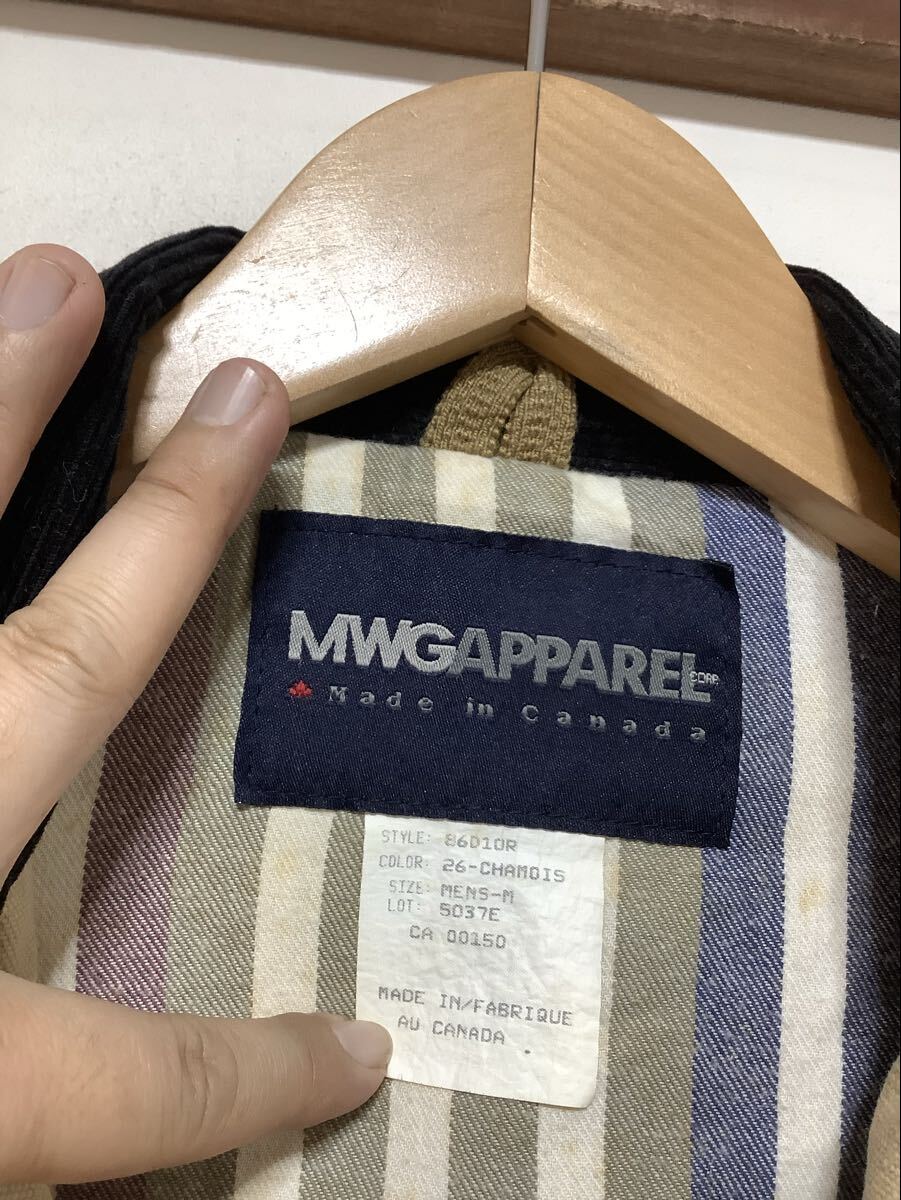 MWGAPPAREL CORP.
Made in Canada
STYLE: 86D10R
COLOR: 26-CHAMOIS
SIZE: MENS-M
LOT: 5037E
CA 00150
MADE IN/FABRIQUE
AU CANADA .